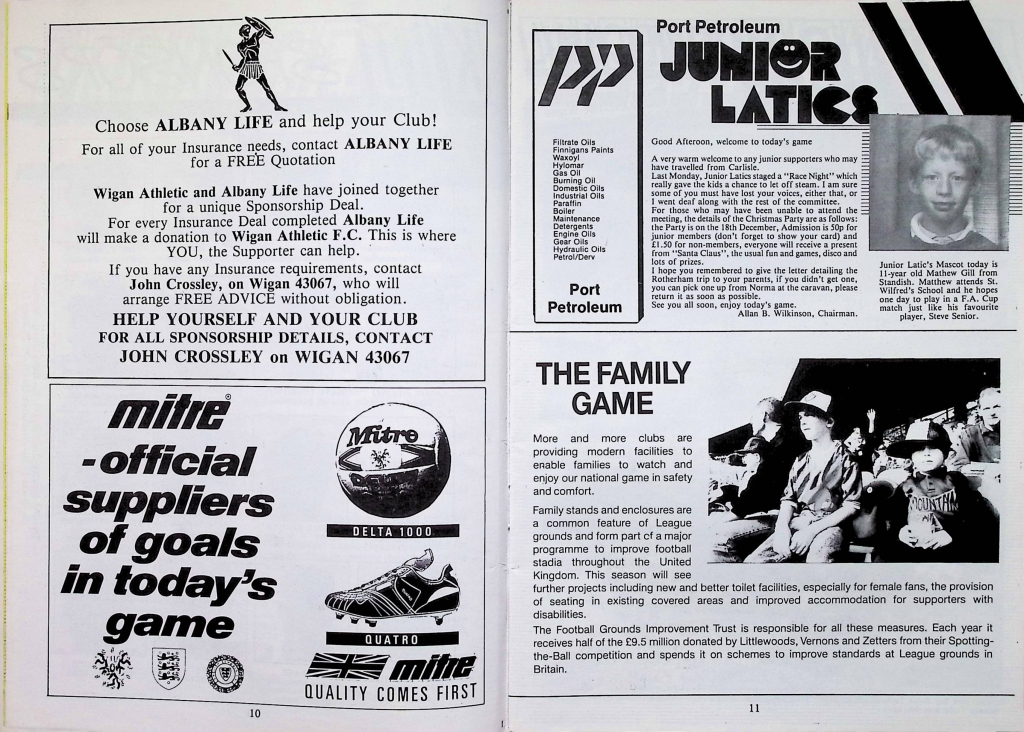 Choose ALBANY LIFE and help your Club!
For all of your Insurance needs, contact ALBANY LIFE
for a FREE Quotation
Wigan Athletic and Albany Life have joined together
for a unique Sponsorship Deal.
For every Insurance Deal completed Albany Life
will make a donation to Wigan Athletic F.C. This is where
YOU, the Supporter can help.
If you have any Insurance requirements, contact
John Crossley, on Wigan 43067, who will
arrange FREE ADVICE without obligation.
HELP YOURSELF AND YOUR CLUB
FOR ALL SPONSORSHIP DETAILS, CONTACT
JOHN CROSSLEY on WIGAN 43067
mitre®
-official
suppliers
of goals
in today's
game
Mitre
DELTA
DELTA 1000
QUATRO
mitre
QUALITY COMES FIRST
10
pp
Filtrate Oils
Finnigans Paints
Waxoyl
Hylomar
Gas Oil
Burning Oil
Domestic Oils
Industrial Oils
Paraffin
Boiler
Maintenance
Detergents
Engine Oils
Gear Oils
Hydraulic Oils
Petrol/Derv
Port
Petroleum
Port Petroleum
JUNIOR
LATICS
Good Afternon, welcome to today's game
A very warm welcome to any junior supporters who may
have travelled from Carlisle.
Last Monday, Junior Latics staged a "Race Night" which
really gave the kids a chance to let off steam. I am sure
some of you must have lost your voices, either that, or
I went deaf along with the rest of the committee.
For those who may have been unable to attend the
meeting, the details of the Christmas Party are as follows:
the Party is on the 18th December, Admission is 50p for
junior members (don't forget to show your card) and
£1.50 for non-members, everyone will receive a present
from "Santa Claus", the usual fun and games, disco and
lots of prizes.
I hope you remembered to give the letter detailing the
Rotherham trip to your parents, if you didn't get one,
you can pick one up from Norma at the caravan, please
return it as soon as possible.
See you all soon, enjoy today's game.
Allan B. Wilkinson, Chairman.
Junior Latic's Mascot today is
11-year old Mathew Gill from
Standish. Matthew attends St.
Wilfred's School and he hopes
one day to play in a F.A. Cup
match just like his favourite
player, Steve Senior.
THE FAMILY
GAME
More and more clubs are
providing modern facilities to
enable families to watch and
enjoy our national game in safety
and comfort.
Family stands and enclosures are
a common feature of League
grounds and form part of a major
programme to improve football
stadia throughout the United
Kingdom. This season will see
further projects including new and better toilet facilities, especially for female fans, the provision
of seating in existing covered areas and improved accommodation for supporters with
disabilities.
The Football Grounds Improvement Trust is responsible for all these measures. Each year it
receives half of the £9.5 million donated by Littlewoods, Vernons and Zetters from their Spotting-
the-Ball competition and spends it on schemes to improve standards at League grounds in
Britain.
MOUNTAIN
11